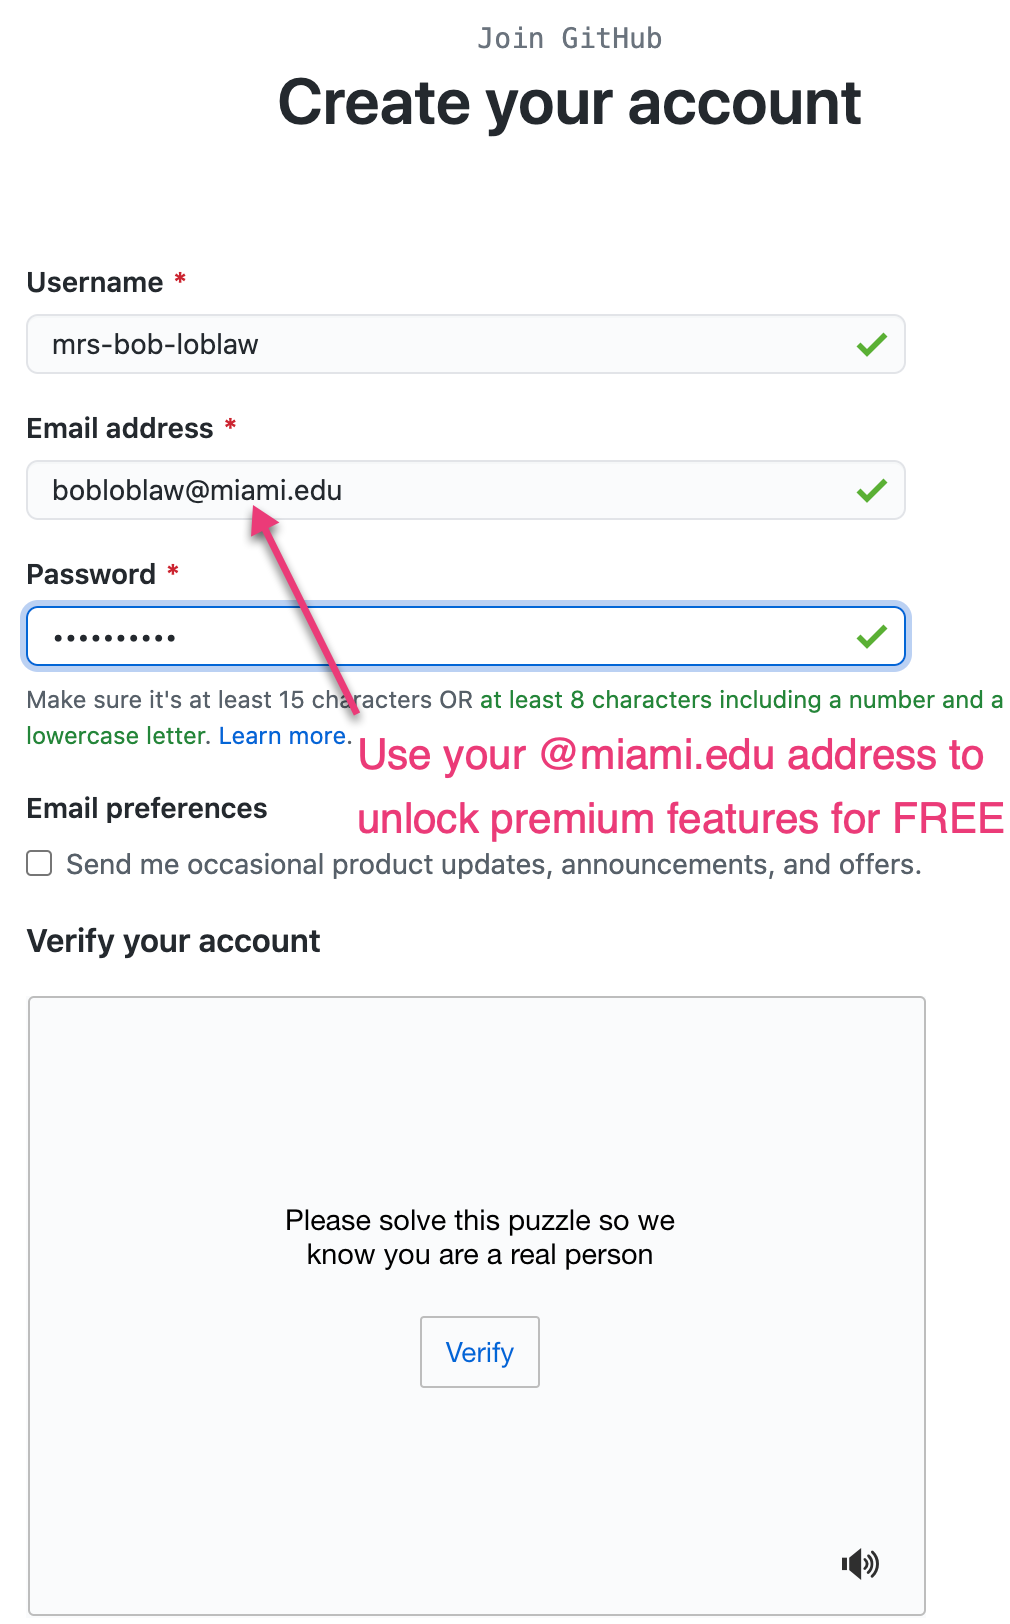 Join GitHub
Create your account
Username *
mrs-bob-loblaw
Email address *
bobloblaw@miami.edu
Password *
••••••••••
Make sure it's at least 15 characters OR at least 8 characters including a number and a
lowercase letter. Learn more.
Use your @miami.edu address to
unlock premium features for FREE
Email preferences
Send me occasional product updates, announcements, and offers.
Verify your account
Please solve this puzzle so we
know you are a real person
Verify